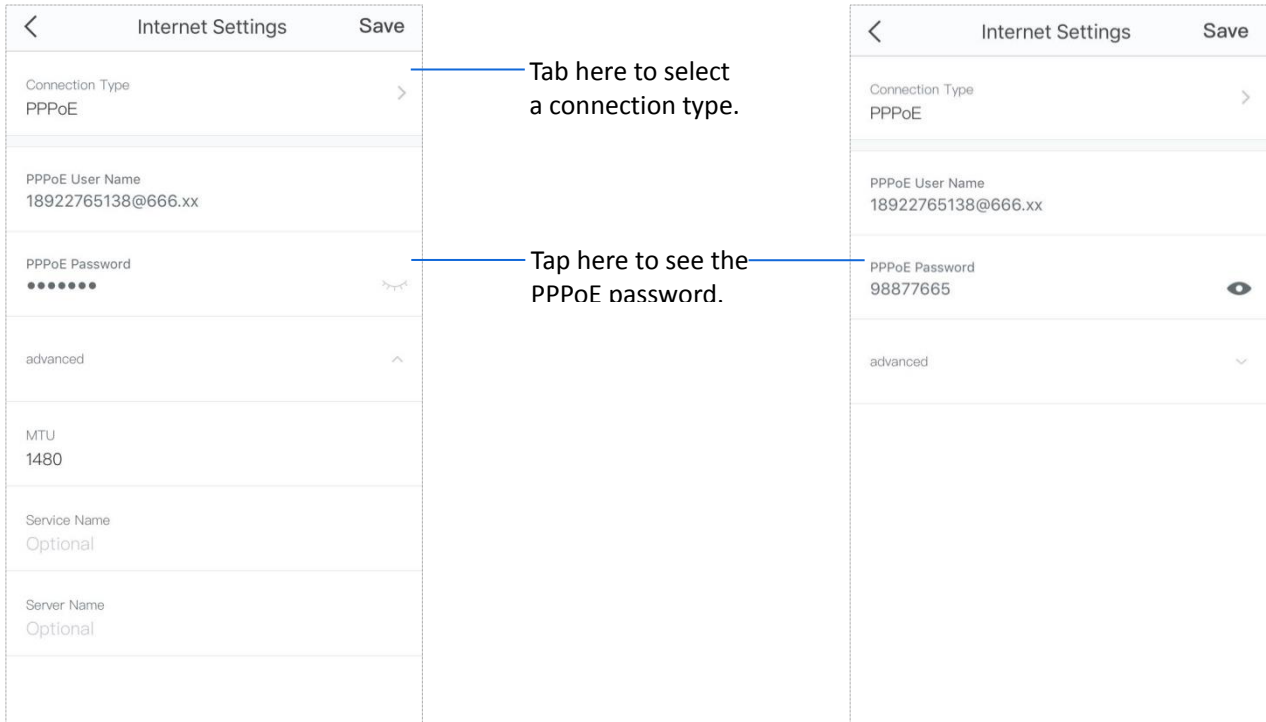 Internet Settings Save
Connection Type
PPPoE
PPPoE User Name
18922765138@666.xx
PPPoE Password
•••••••
advanced
MTU
1480
Service Name
Optional
Server Name
Optional
Tab here to select
a connection type.
Tap here to see the
PPPoE password.
Internet Settings Save
Connection Type
PPPoE
PPPoE User Name
18922765138@666.xx
PPPoE Password
98877665
advanced